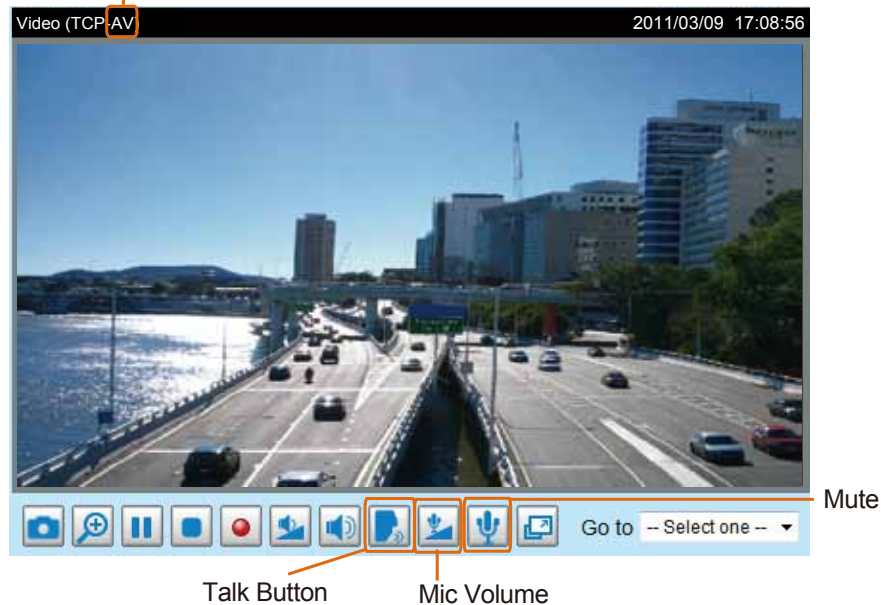 Video (TCP-AV) 2011/03/09 17:08:56
Mute
Go to -- Select one --
Talk Button Mic Volume